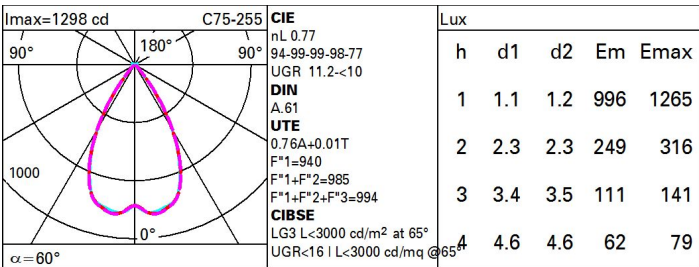 Imax=1298 cd C75-255
90° 180° 90°
1000
0°
α=60°
CIE
nL 0.77
94-99-99-98-77
UGR 11.2-<10
DIN
A.61
UTE
0.76A+0.01T
F"1=940
F"1+F"2=985
F"1+F"2+F"3=994
CIBSE
LG3 L<3000 cd/m² at 65°
UGR<16 | L<3000 cd/mq @65°
Lux
h d1 d2 Em Emax
1 1.1 1.2 996 1265
2 2.3 2.3 249 316
3 3.4 3.5 111 141
4 4.6 4.6 62 79